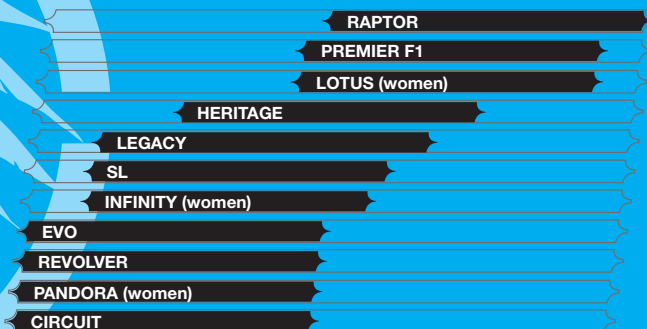 RAPTOR
PREMIER F1
LOTUS (women)
HERITAGE
LEGACY
SL
INFINITY (women)
EVO
REVOLVER
PANDORA (women)
CIRCUIT